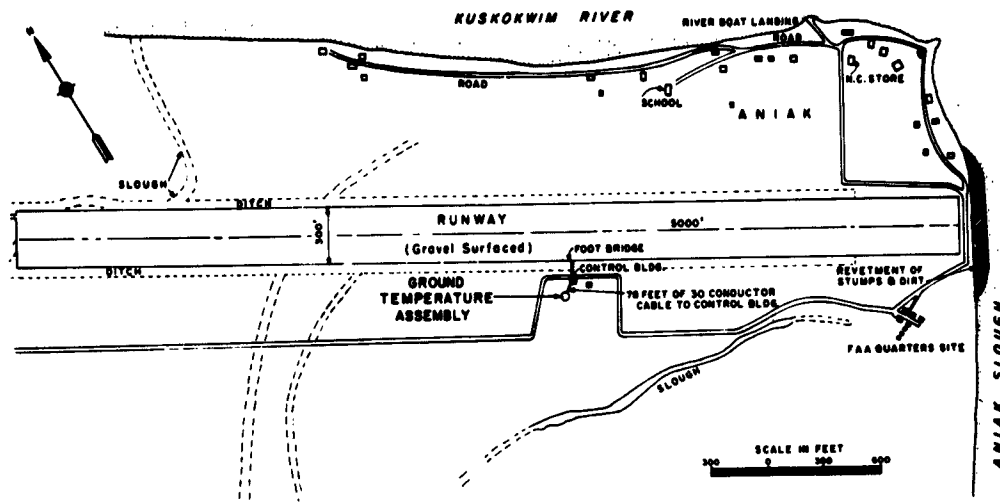 KUSKOKWIM RIVER
RIVER BOAT LANDING
ROAD
N
ROAD
N.C. STORE
SCHOOL
ANIAK
SLOUGH
DITCH
RUNWAY
5000'
300'
(Gravel Surfaced)
FOOT BRIDGE
DITCH
CONTROL BLDG.
REVETMENT OF
STUMPS & DIRT
GROUND
TEMPERATURE
ASSEMBLY
78 FEET OF 30 CONDUCTOR
CABLE TO CONTROL BLDG.
FAA QUARTERS SITE
SLOUGH
ANIAK SLOUGH
SCALE IN FEET
300 0 300 600